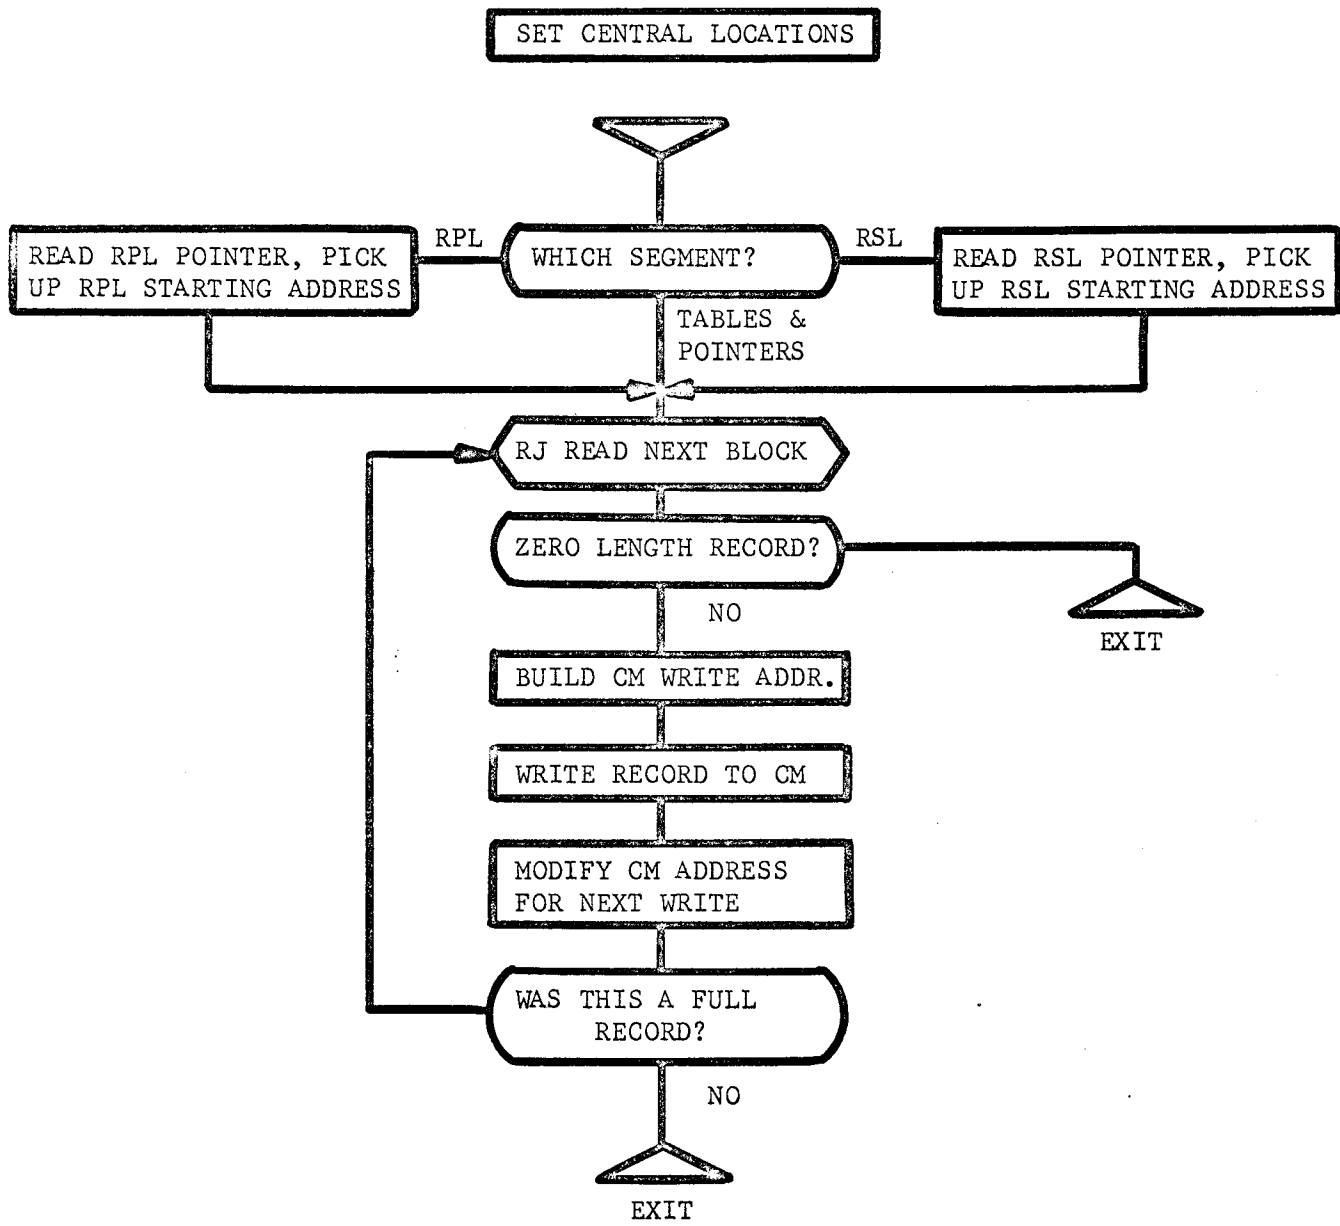 SET CENTRAL LOCATIONS
RPL
WHICH SEGMENT?
RSL
READ RPL POINTER, PICK
UP RPL STARTING ADDRESS
READ RSL POINTER, PICK
UP RSL STARTING ADDRESS
TABLES &
POINTERS
RJ READ NEXT BLOCK
ZERO LENGTH RECORD?
NO
EXIT
BUILD CM WRITE ADDR.
WRITE RECORD TO CM
MODIFY CM ADDRESS
FOR NEXT WRITE
WAS THIS A FULL
RECORD?
NO
EXIT